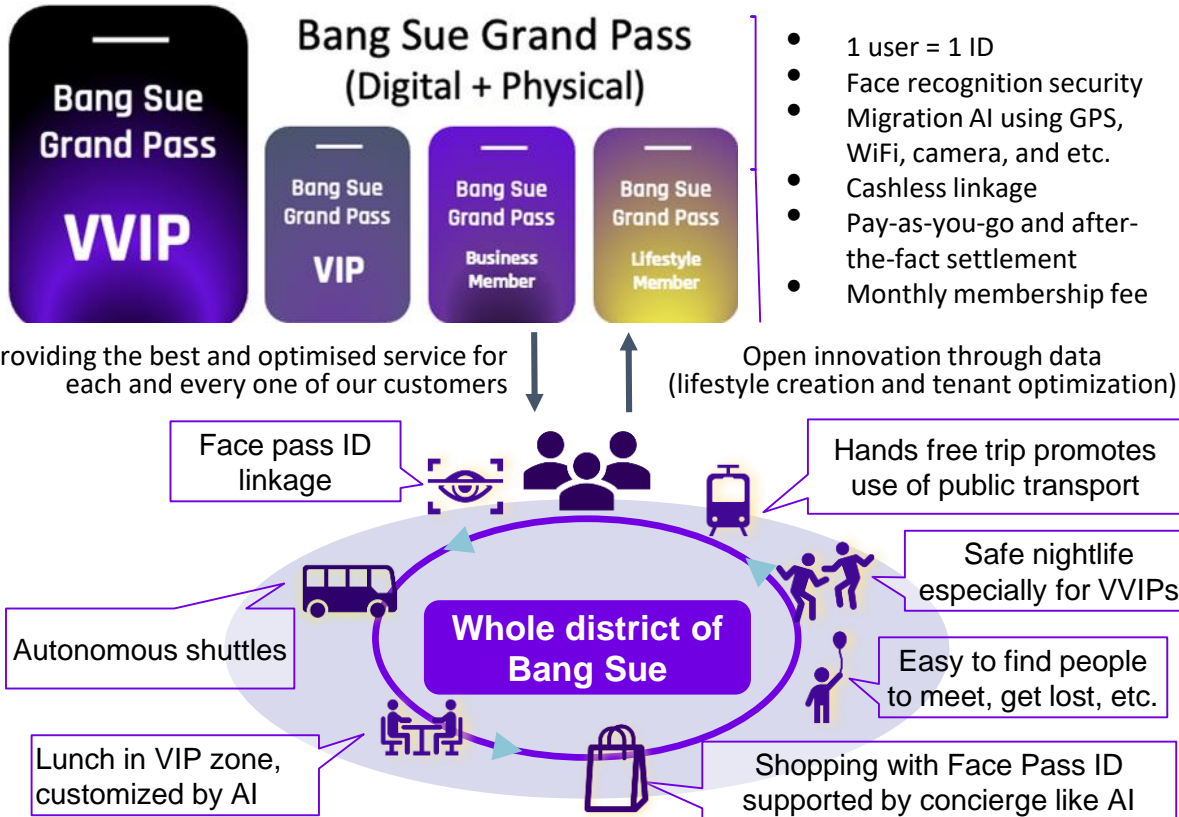 Bang Sue
Grand Pass
VVIP
Bang Sue Grand Pass
(Digital + Physical)
Bang Sue
Grand Pass
VIP
Bang Sue
Grand Pass
Business
Member
Bang Sue
Grand Pass
Lifestyle
Member
• 1 user = 1 ID
• Face recognition security
• Migration AI using GPS,
WiFi, camera, and etc.
• Cashless linkage
• Pay-as-you-go and after-
the-fact settlement
• Monthly membership fee
roviding the best and optimised service for
each and every one of our customers
Open innovation through data
(lifestyle creation and tenant optimization)
Face pass ID
linkage
Hands free trip promotes
use of public transport
Safe nightlife
especially for VVIPs
Autonomous shuttles
Whole district of
Bang Sue
Easy to find people
to meet, get lost, etc.
Lunch in VIP zone,
customized by AI
Shopping with Face Pass ID
supported by concierge like AI